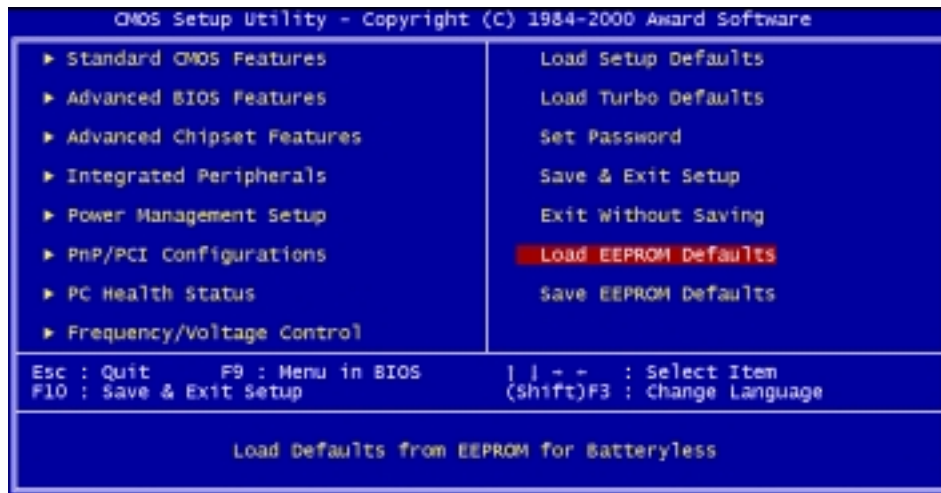 CMOS Setup Utility - Copyright (C) 1984-2000 Award Software
▶ Standard CMOS Features
▶ Advanced BIOS Features
▶ Advanced Chipset Features
▶ Integrated Peripherals
▶ Power Management Setup
▶ PnP/PCI Configurations
▶ PC Health Status
▶ Frequency/Voltage Control
Load Setup Defaults
Load Turbo Defaults
Set Password
Save & Exit Setup
Exit Without Saving
Load EEPROM Defaults
Save EEPROM Defaults
Esc : Quit F9 : Menu in BIOS
F10 : Save & Exit Setup
↑ ↓ → ← : Select Item
(Shift)F3 : Change Language
Load Defaults from EEPROM for Batteryless